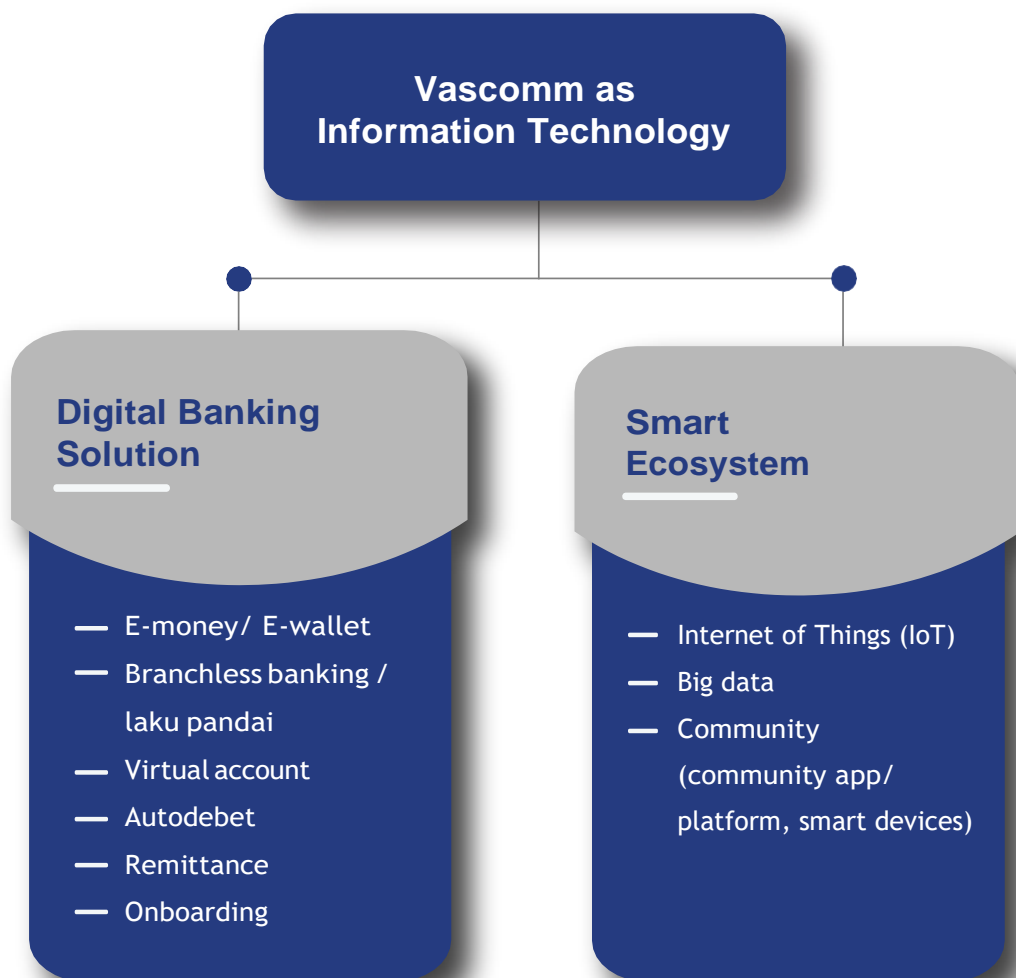 Vascomm as
Information Technology
Digital Banking
Solution
— E-money/ E-wallet
— Branchless banking /
laku pandai
— Virtual account
— Autodebet
— Remittance
— Onboarding
Smart
Ecosystem
— Internet of Things (IoT)
— Big data
— Community
(community app/
platform, smart devices)